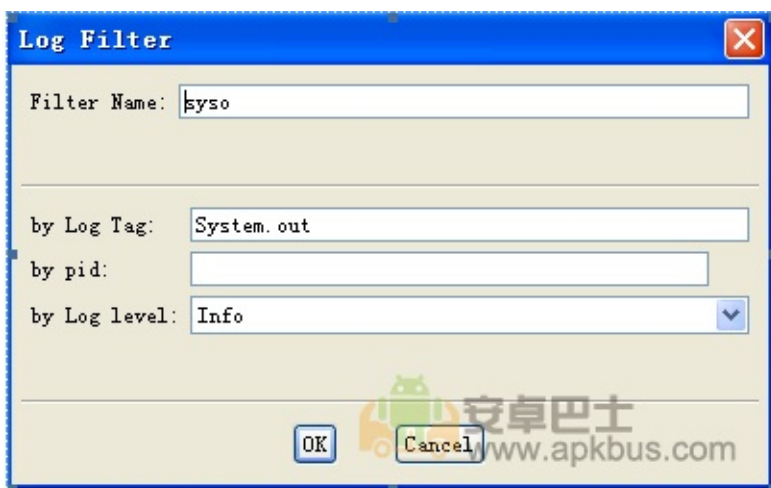 Log Filter
Filter Name: syso
by Log Tag: System.out
by pid:
by Log level: Info
OK Cancel
安卓巴士
www.apkbus.com